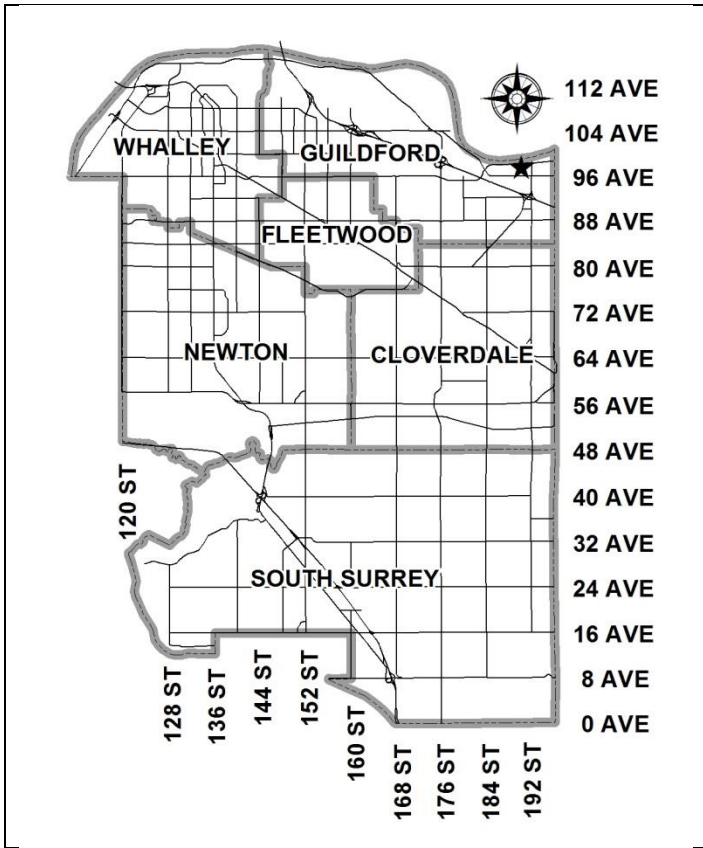 112 AVE
104 AVE
WHALLEY
GUILDFORD
96 AVE
88 AVE
FLEETWOOD
80 AVE
72 AVE
NEWTON
CLOVERDALE
64 AVE
56 AVE
48 AVE
120 ST
40 AVE
32 AVE
SOUTH SURREY
24 AVE
16 AVE
8 AVE
0 AVE
128 ST
136 ST
144 ST
152 ST
160 ST
168 ST
176 ST
184 ST
192 ST